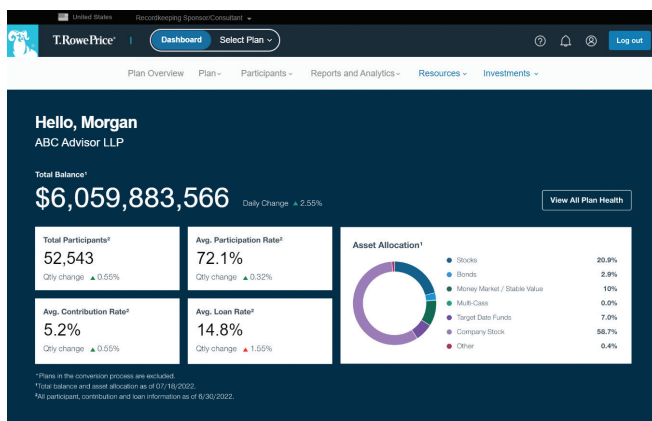 United States Recordkeeping Sponsor/Consultant
T.RowePrice® | Dashboard Select Plan Log out
Plan Overview Plan Participants Reports and Analytics Resources Investments
Hello, Morgan
ABC Advisor LLP
Total Balance¹
$6,059,883,566 Daily Change ▲ 2.55%
View All Plan Health
Total Participants²
52,543
Qtly change ▲ 0.55%
Avg. Participation Rate²
72.1%
Qtly change ▲ 0.32%
Avg. Contribution Rate²
5.2%
Qtly change ▲ 0.55%
Avg. Loan Rate²
14.8%
Qtly change ▲ 1.55%
Asset Allocation¹
Stocks 20.9%
Bonds 2.9%
Money Market / Stable Value 10%
Multi-Cass 0.0%
Target Date Funds 7.0%
Company Stock 58.7%
Other 0.4%
*Plans in the conversion process are excluded.
¹Total balance and asset allocation as of 07/18/2022.
²All participant, contribution and loan information as of 6/30/2022.